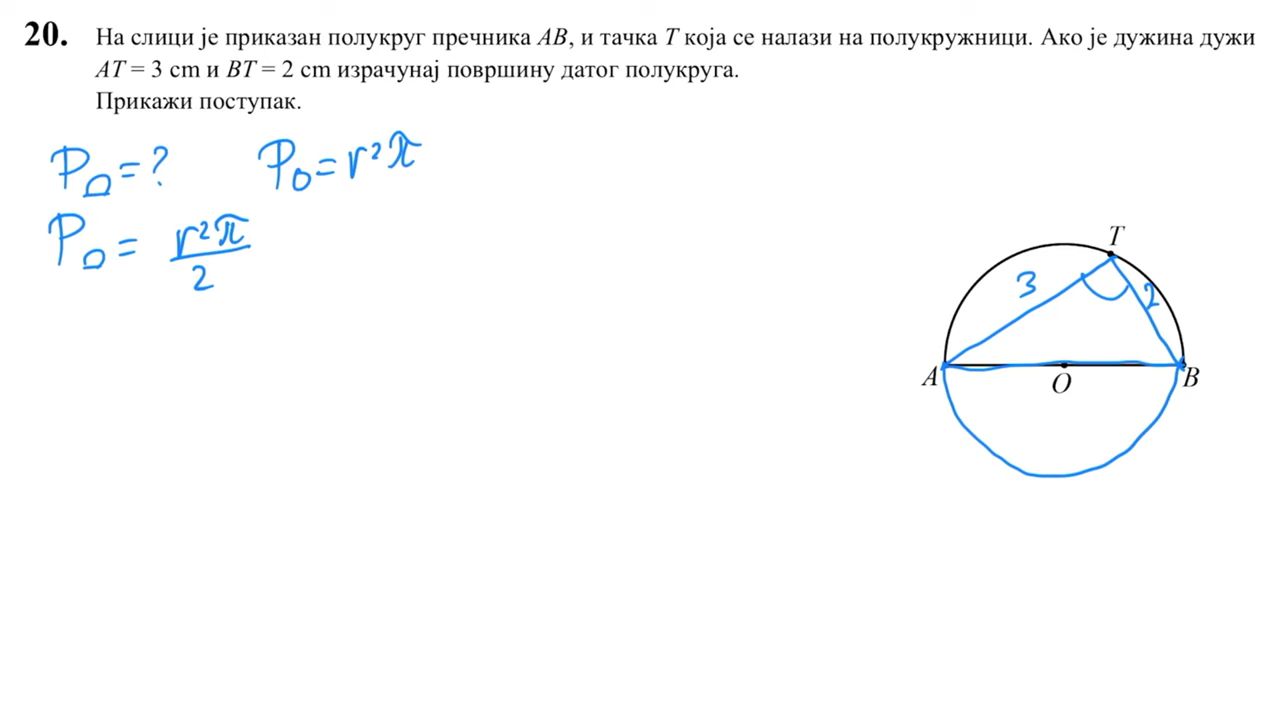 20. На слици је приказан полукруг пречника AB, и тачка T која се налази на полукружници. Ако је дужина дужи
AT = 3 cm и BT = 2 cm израчунај површину датог полукруга.
Прикажи поступак.
P⌓ = ? P○ = r²π
P⌓ = r²π / 2
T
3
2
A
O
B